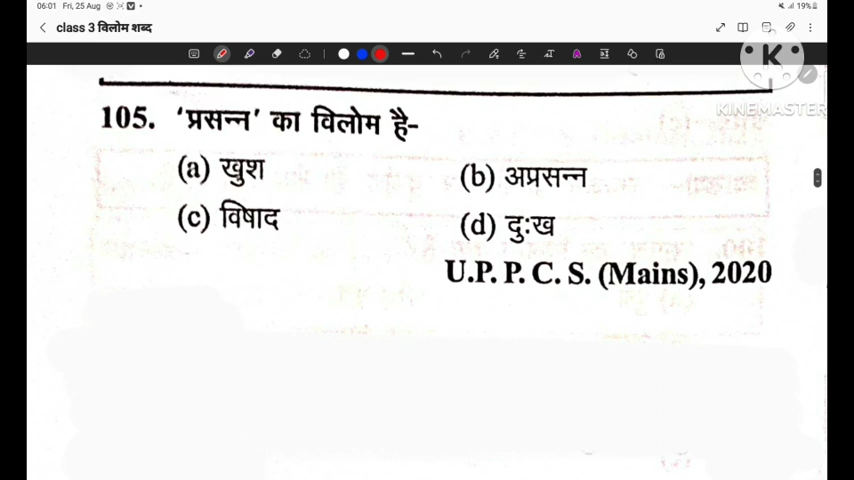 06:01 Fri, 25 Aug
19%
class 3 विलोम शब्द
K
KINEMASTER
105. 'प्रसन्न' का विलोम है-
(a) खुश (b) अप्रसन्न
(c) विषाद (d) दुःख
U.P. P. C. S. (Mains), 2020